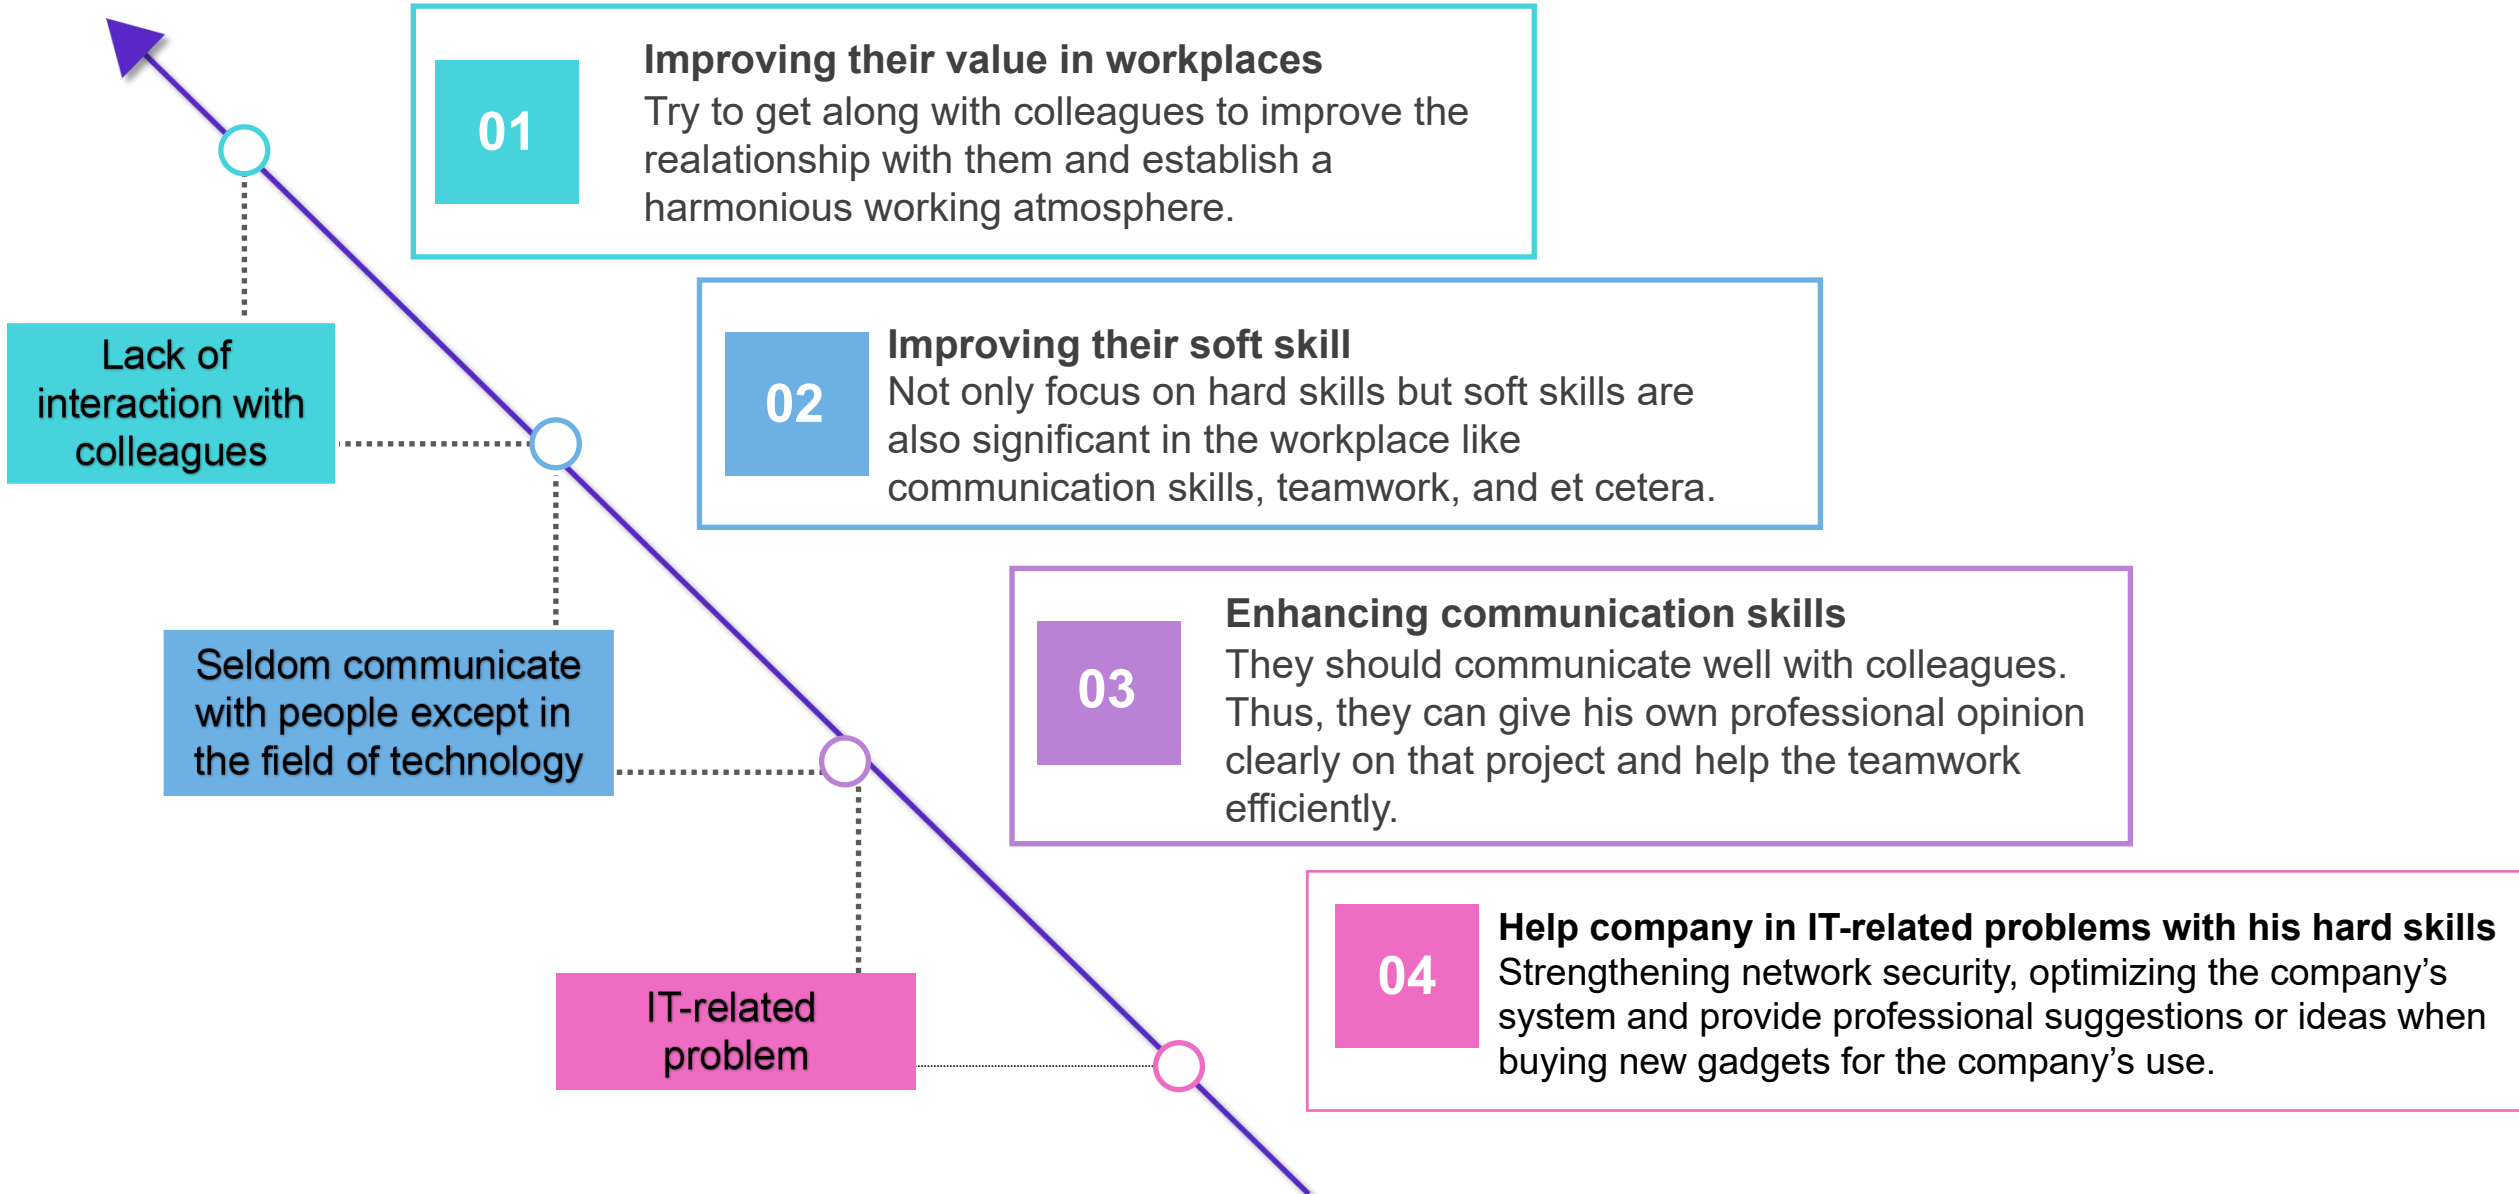 01
Improving their value in workplaces
Try to get along with colleagues to improve the
realationship with them and establish a
harmonious working atmosphere.
02
Improving their soft skill
Not only focus on hard skills but soft skills are
also significant in the workplace like
communication skills, teamwork, and et cetera.
Lack of
interaction with
colleagues
03
Enhancing communication skills
They should communicate well with colleagues.
Thus, they can give his own professional opinion
clearly on that project and help the teamwork
efficiently.
Seldom communicate
with people except in
the field of technology
04
Help company in IT-related problems with his hard skills
Strengthening network security, optimizing the company’s
system and provide professional suggestions or ideas when
buying new gadgets for the company’s use.
IT-related
problem